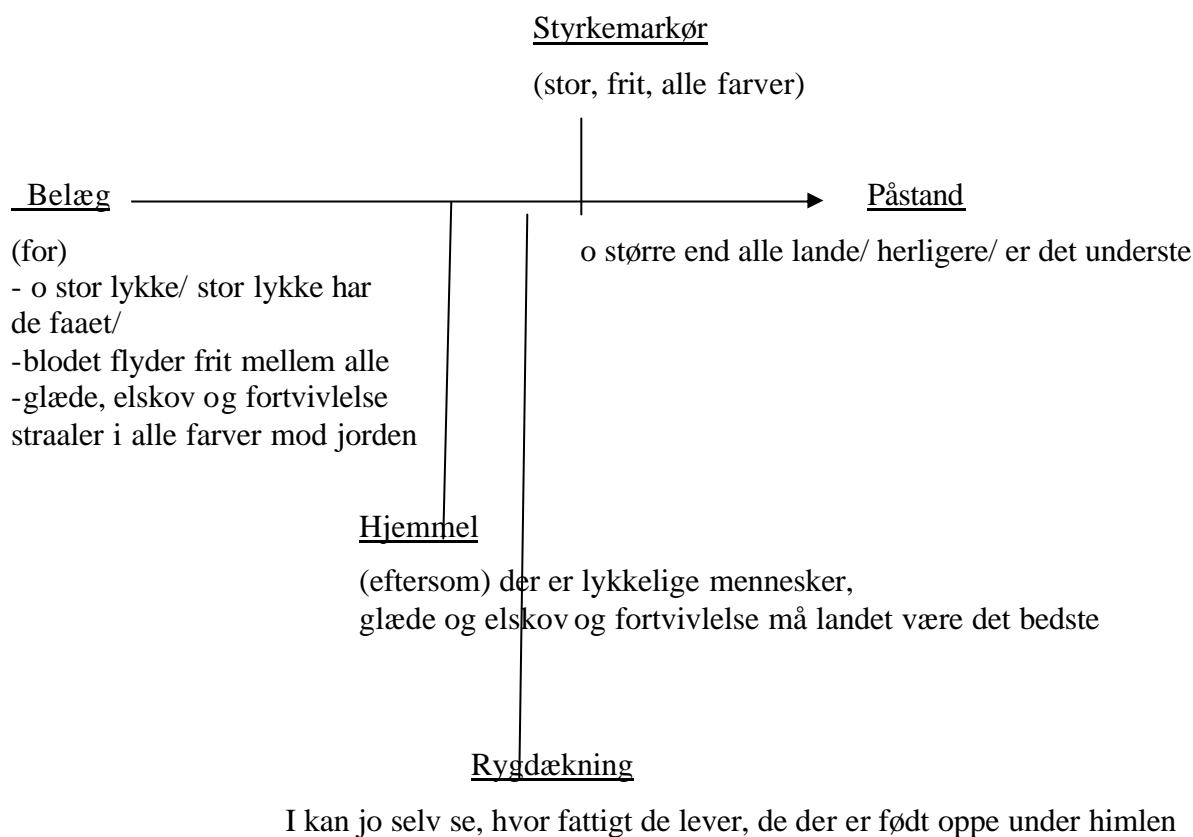 Styrkemarkør
(stor, frit, alle farver)
Belæg
Påstand
(for)
- o stor lykke/ stor lykke har
de faaet/
-blodet flyder frit mellem alle
-glæde, elskov og fortvivlelse
straaler i alle farver mod jorden
o større end alle lande/ herligere/ er det underste
Hjemmel
(eftersom) der er lykkelige mennesker,
glæde og elskov og fortvivlelse må landet være det bedste
Rygdækning
I kan jo selv se, hvor fattigt de lever, de der er født oppe under himlen